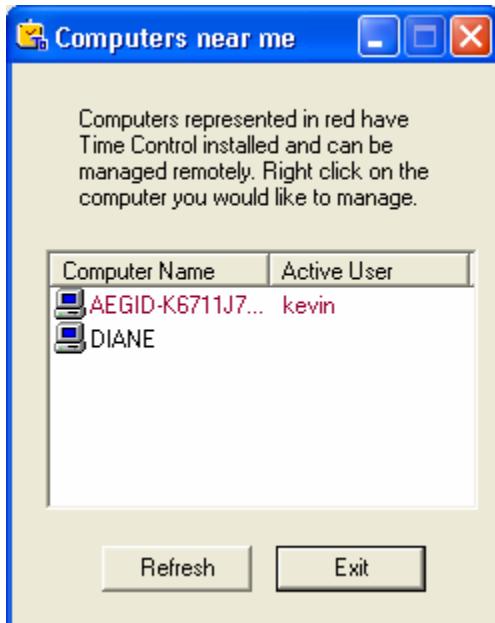 Computers near me
Computers represented in red have
Time Control installed and can be
managed remotely. Right click on the
computer you would like to manage.
Computer Name Active User
AEGID-K6711J7... kevin
DIANE
Refresh Exit